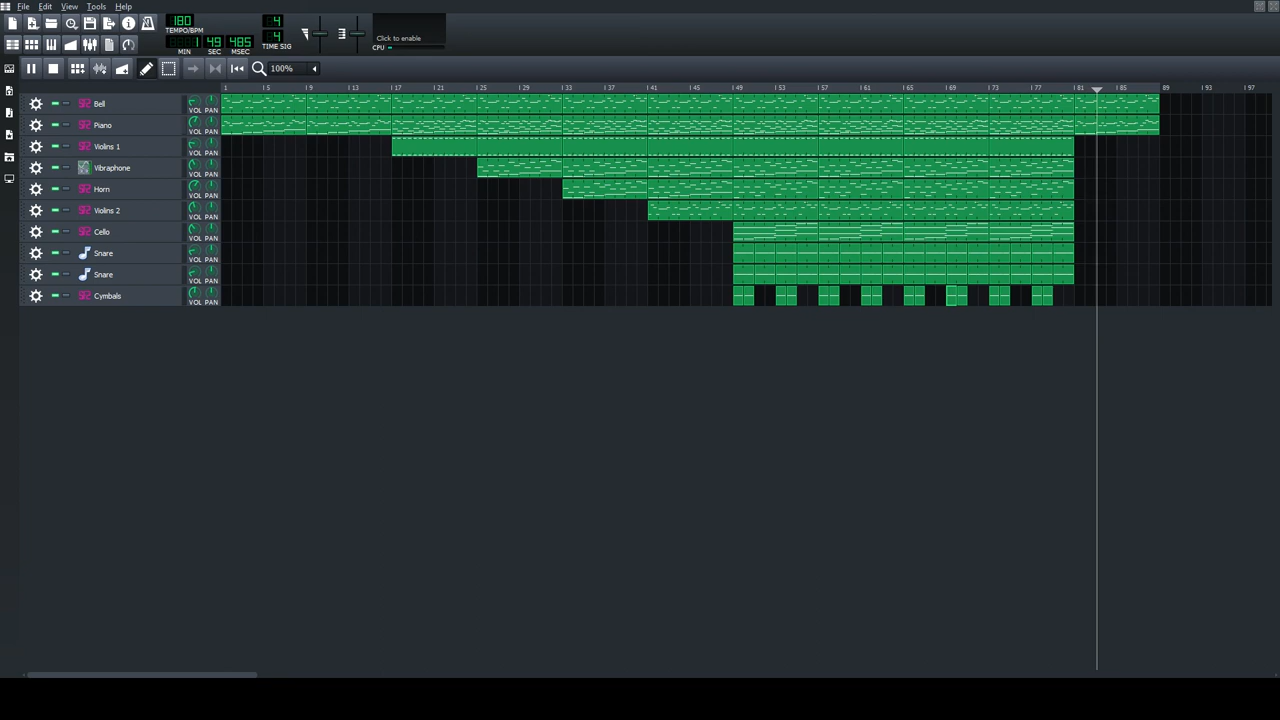 File Edit View Tools Help
180
TEMPO/BPM
1 49 485
MIN SEC MSEC
4
4
TIME SIG
Click to enable
CPU
100%
1 5 9 13 17 21 25 29 33 37 41 45 49 53 57 61 65 69 73 77 81 85 89 93 97
Bell VOL PAN
Piano VOL PAN
Violins 1 VOL PAN
Vibraphone VOL PAN
Horn VOL PAN
Violins 2 VOL PAN
Cello VOL PAN
Snare VOL PAN
Snare VOL PAN
Cymbals VOL PAN